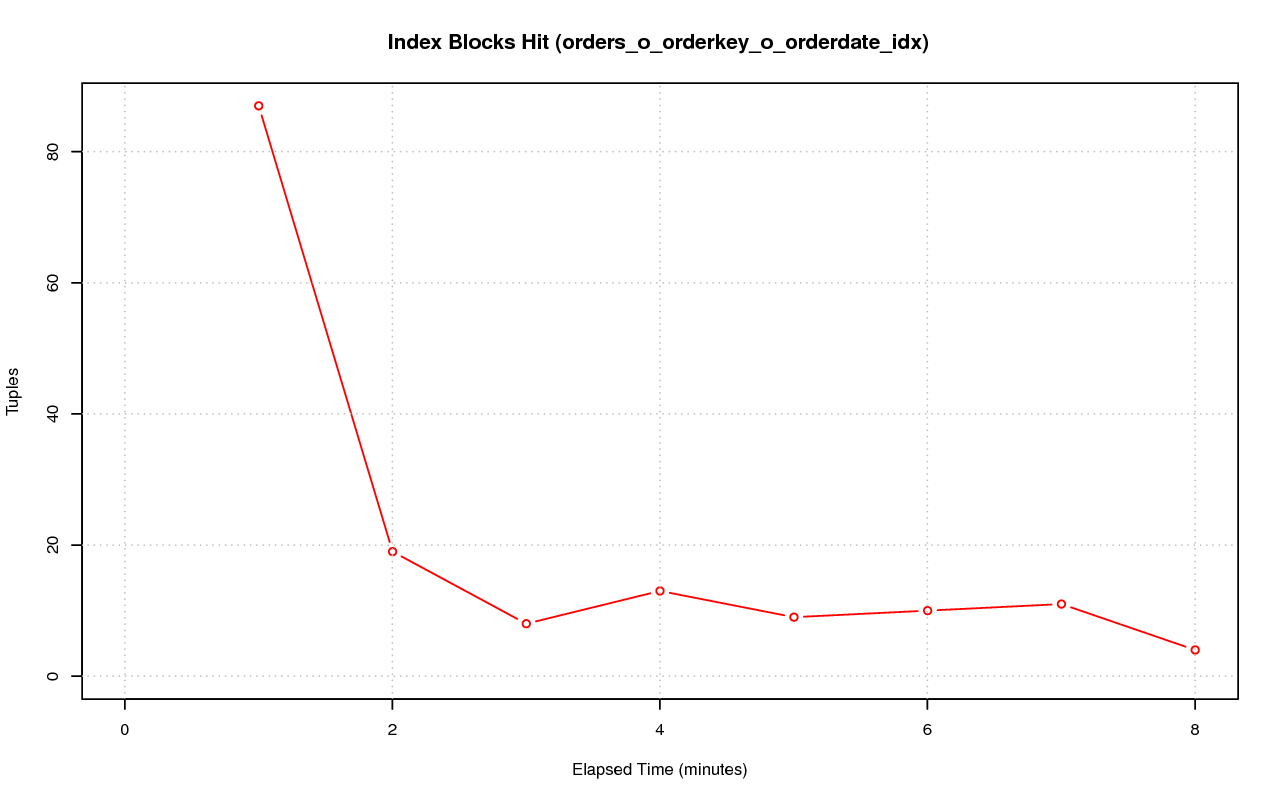 Index Blocks Hit (orders_o_orderkey_o_orderdate_idx)
Tuples
80
60
40
20
0
0 2 4 6 8
Elapsed Time (minutes)